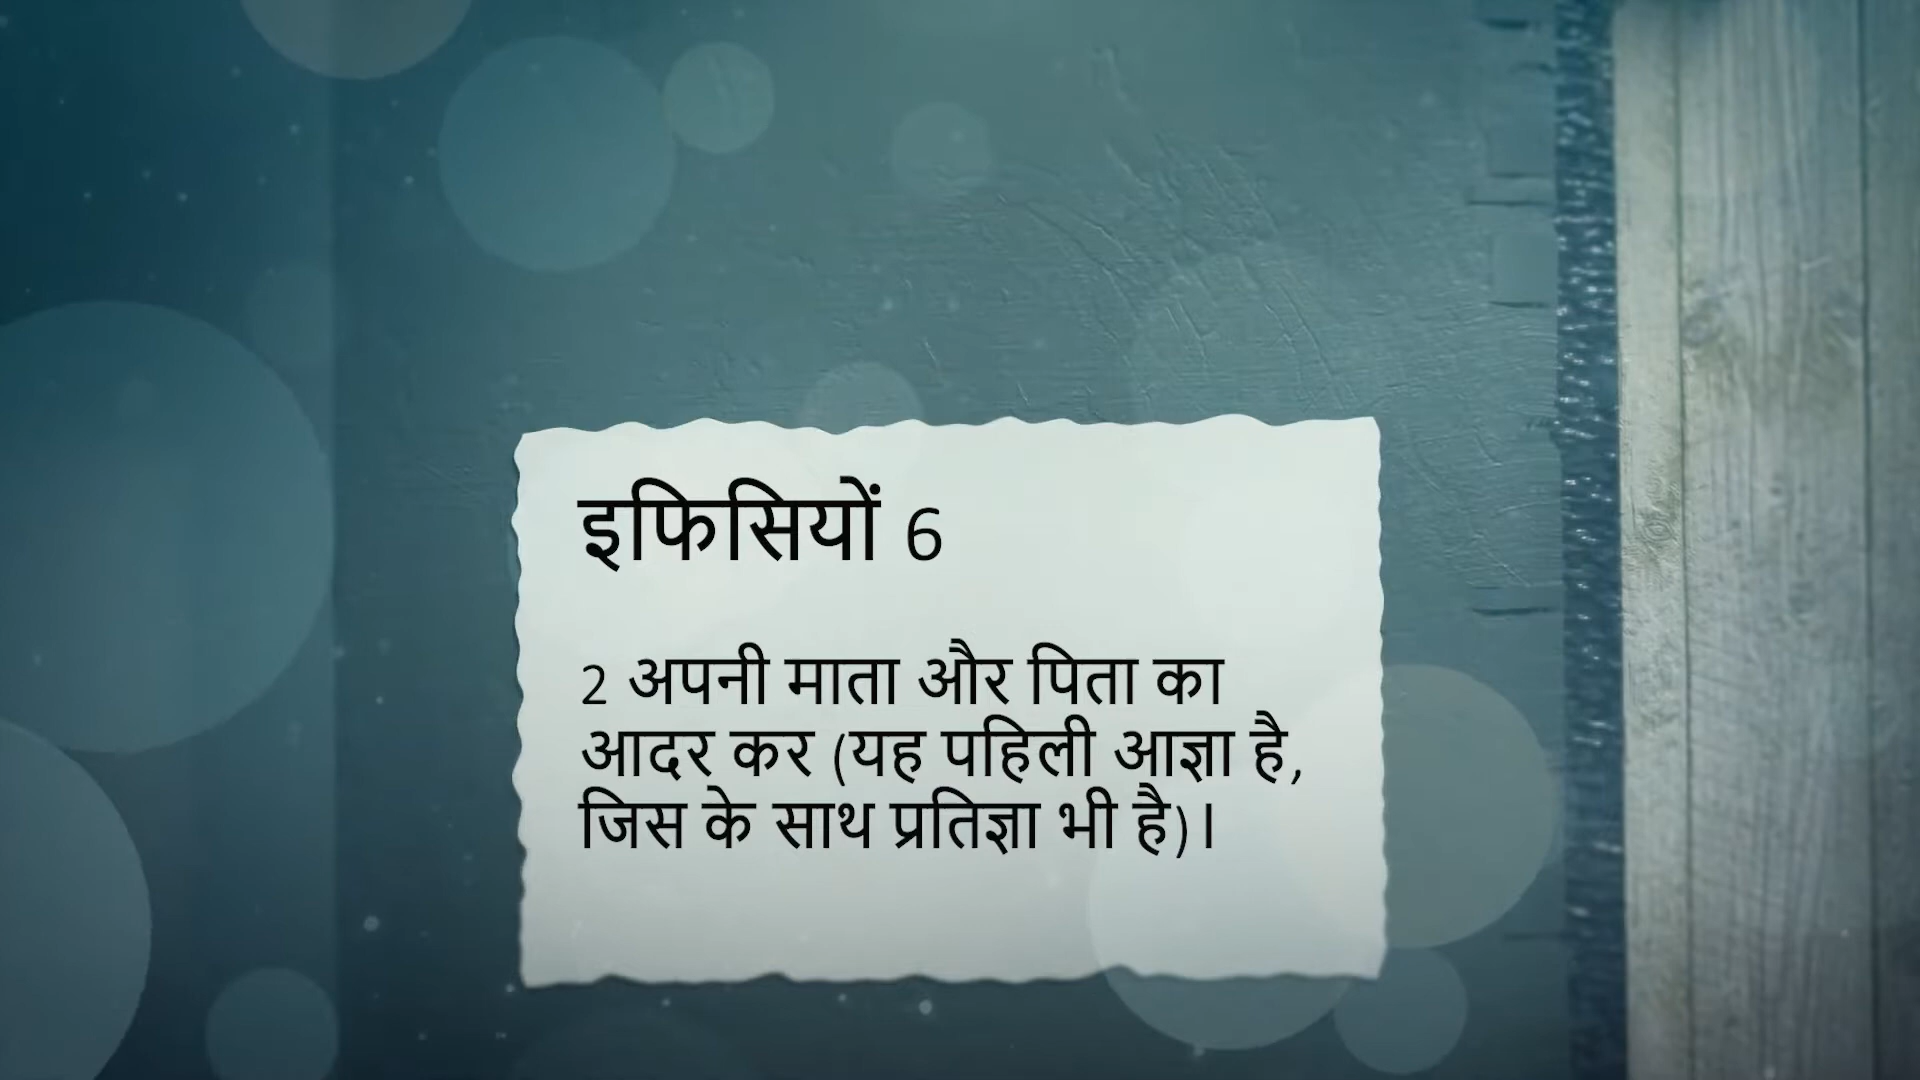 इफिसियों 6
2 अपनी माता और पिता का
आदर कर (यह पहिली आज्ञा है,
जिस के साथ प्रतिज्ञा भी है)।